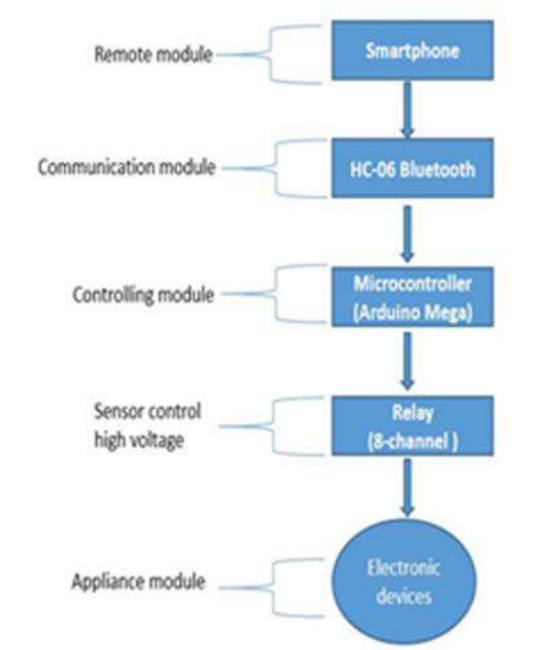 Remote module
Smartphone
Communication module
HC-06 Bluetooth
Controlling module
Microcontroller
(Arduino Mega)
Sensor control
high voltage
Relay
(8-channel )
Appliance module
Electronic
devices